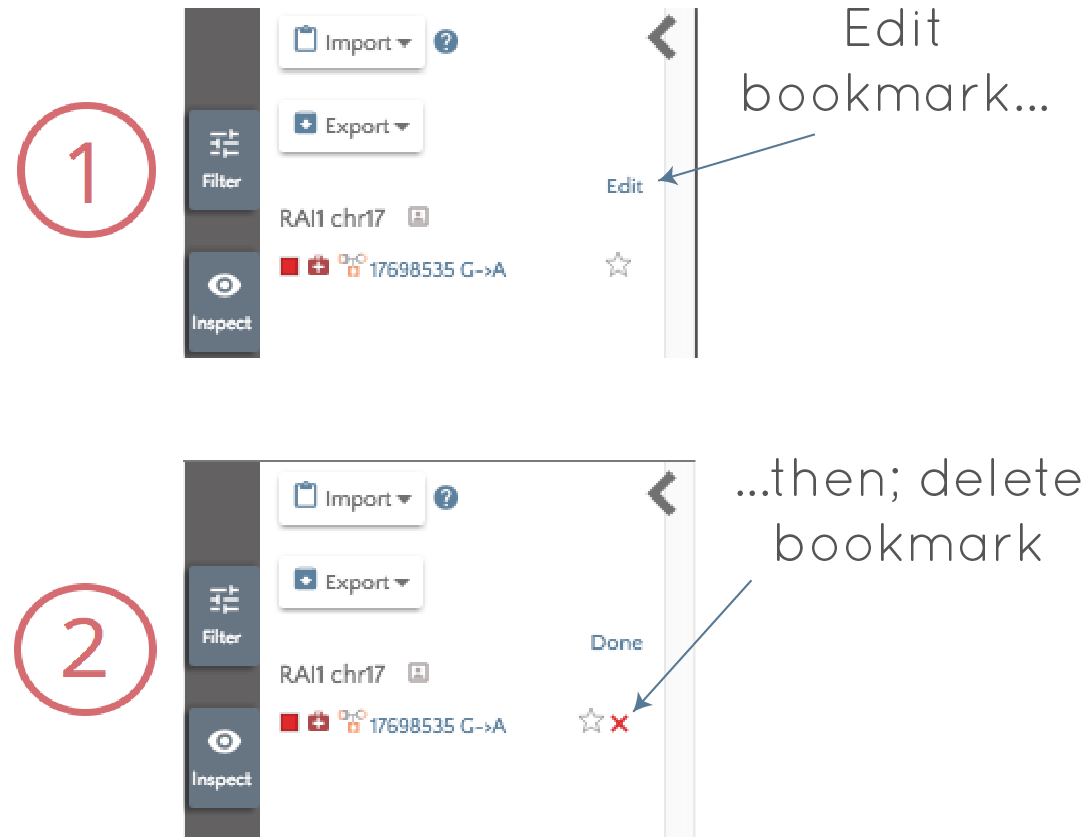 Import
?
Edit
bookmark...
Export
1
Filter
Edit
RAI1 chr17
17698535 G->A
Inspect
...then; delete
bookmark
Import
?
Export
2
Filter
Done
RAI1 chr17
17698535 G->A
Inspect